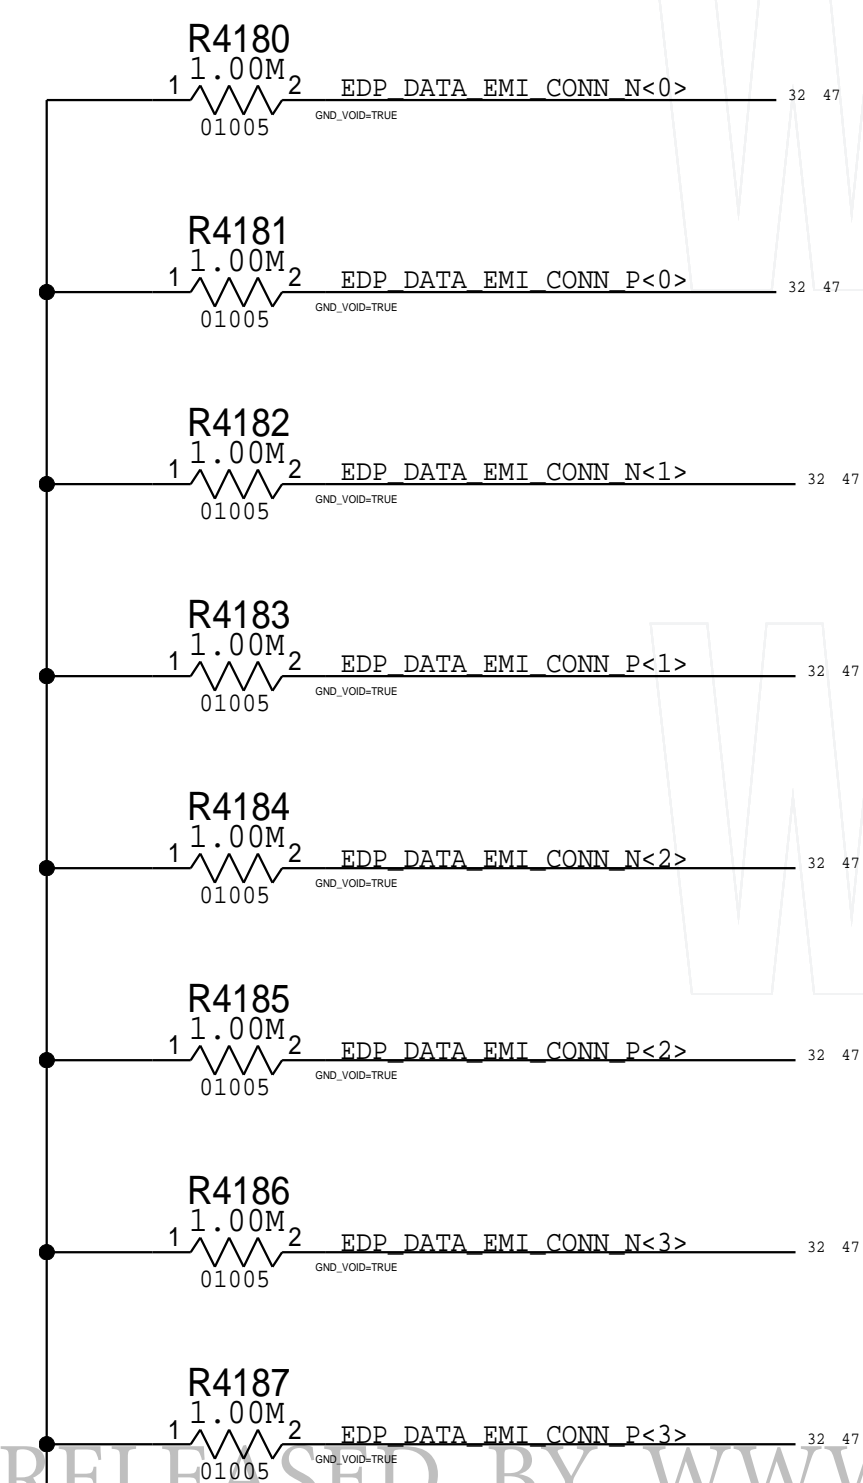 R4180
1.00M
1 2 EDP_DATA_EMI_CONN_N<0> 32 47
GND_VOID=TRUE
01005
R4181
1.00M
1 2 EDP_DATA_EMI_CONN_P<0> 32 47
GND_VOID=TRUE
01005
R4182
1.00M
1 2 EDP_DATA_EMI_CONN_N<1> 32 47
GND_VOID=TRUE
01005
R4183
1.00M
1 2 EDP_DATA_EMI_CONN_P<1> 32 47
GND_VOID=TRUE
01005
R4184
1.00M
1 2 EDP_DATA_EMI_CONN_N<2> 32 47
GND_VOID=TRUE
01005
R4185
1.00M
1 2 EDP_DATA_EMI_CONN_P<2> 32 47
GND_VOID=TRUE
01005
R4186
1.00M
1 2 EDP_DATA_EMI_CONN_N<3> 32 47
GND_VOID=TRUE
01005
R4187
1.00M
1 2 EDP_DATA_EMI_CONN_P<3> 32 47
GND_VOID=TRUE
01005
RELEASED BY WWW